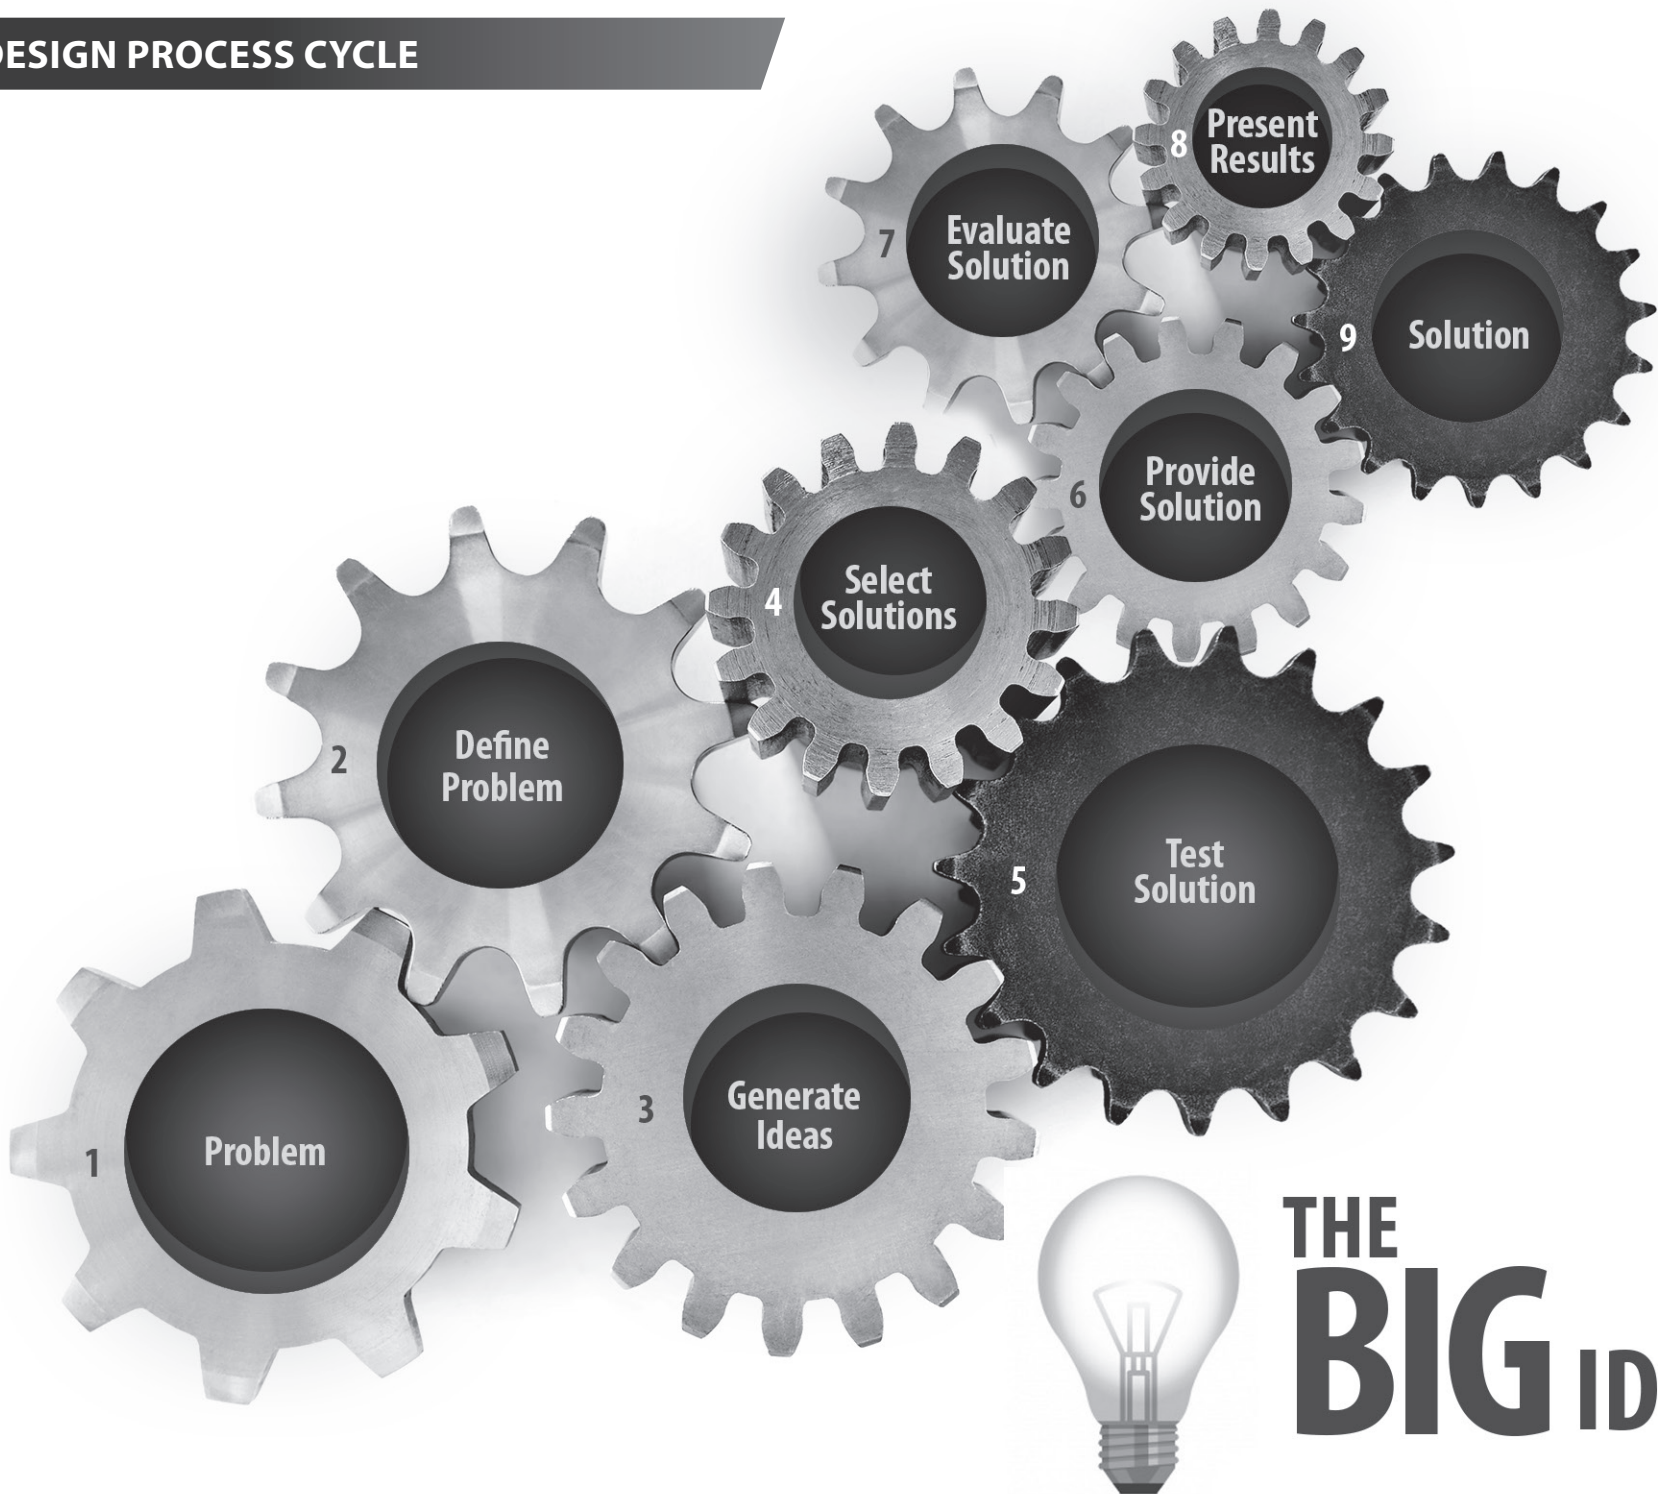 DESIGN PROCESS CYCLE
1
Problem
2
Define
Problem
3
Generate
Ideas
4
Select
Solutions
5
Test
Solution
6
Provide
Solution
7
Evaluate
Solution
8
Present
Results
9
Solution
THE
BIG ID